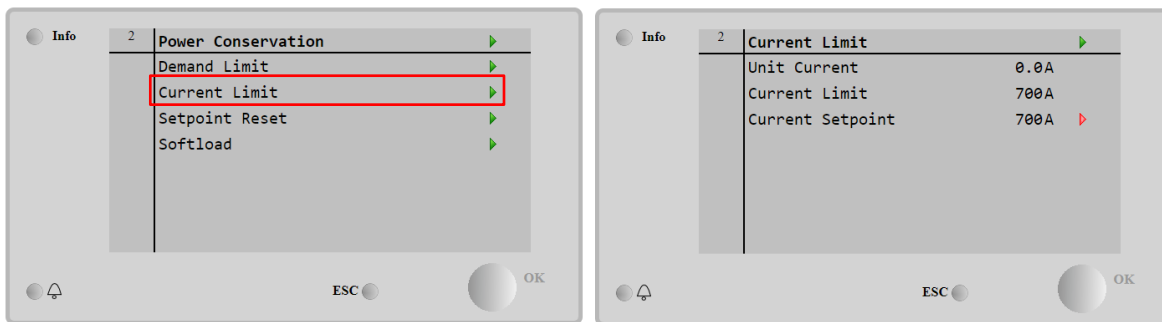 Info
2 Power Conservation
Demand Limit
Current Limit
Setpoint Reset
Softload
ESC
OK
Info
2 Current Limit
Unit Current 0.0A
Current Limit 700A
Current Setpoint 700A
ESC
OK